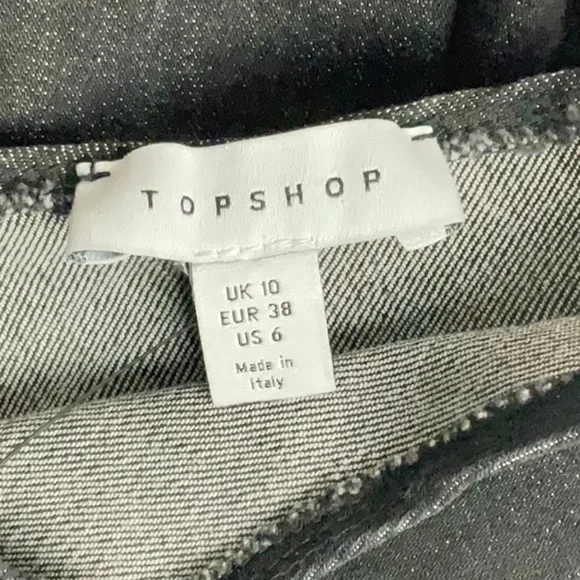 TOPSHOP
UK 10
EUR 38
US 6
Made in
Italy